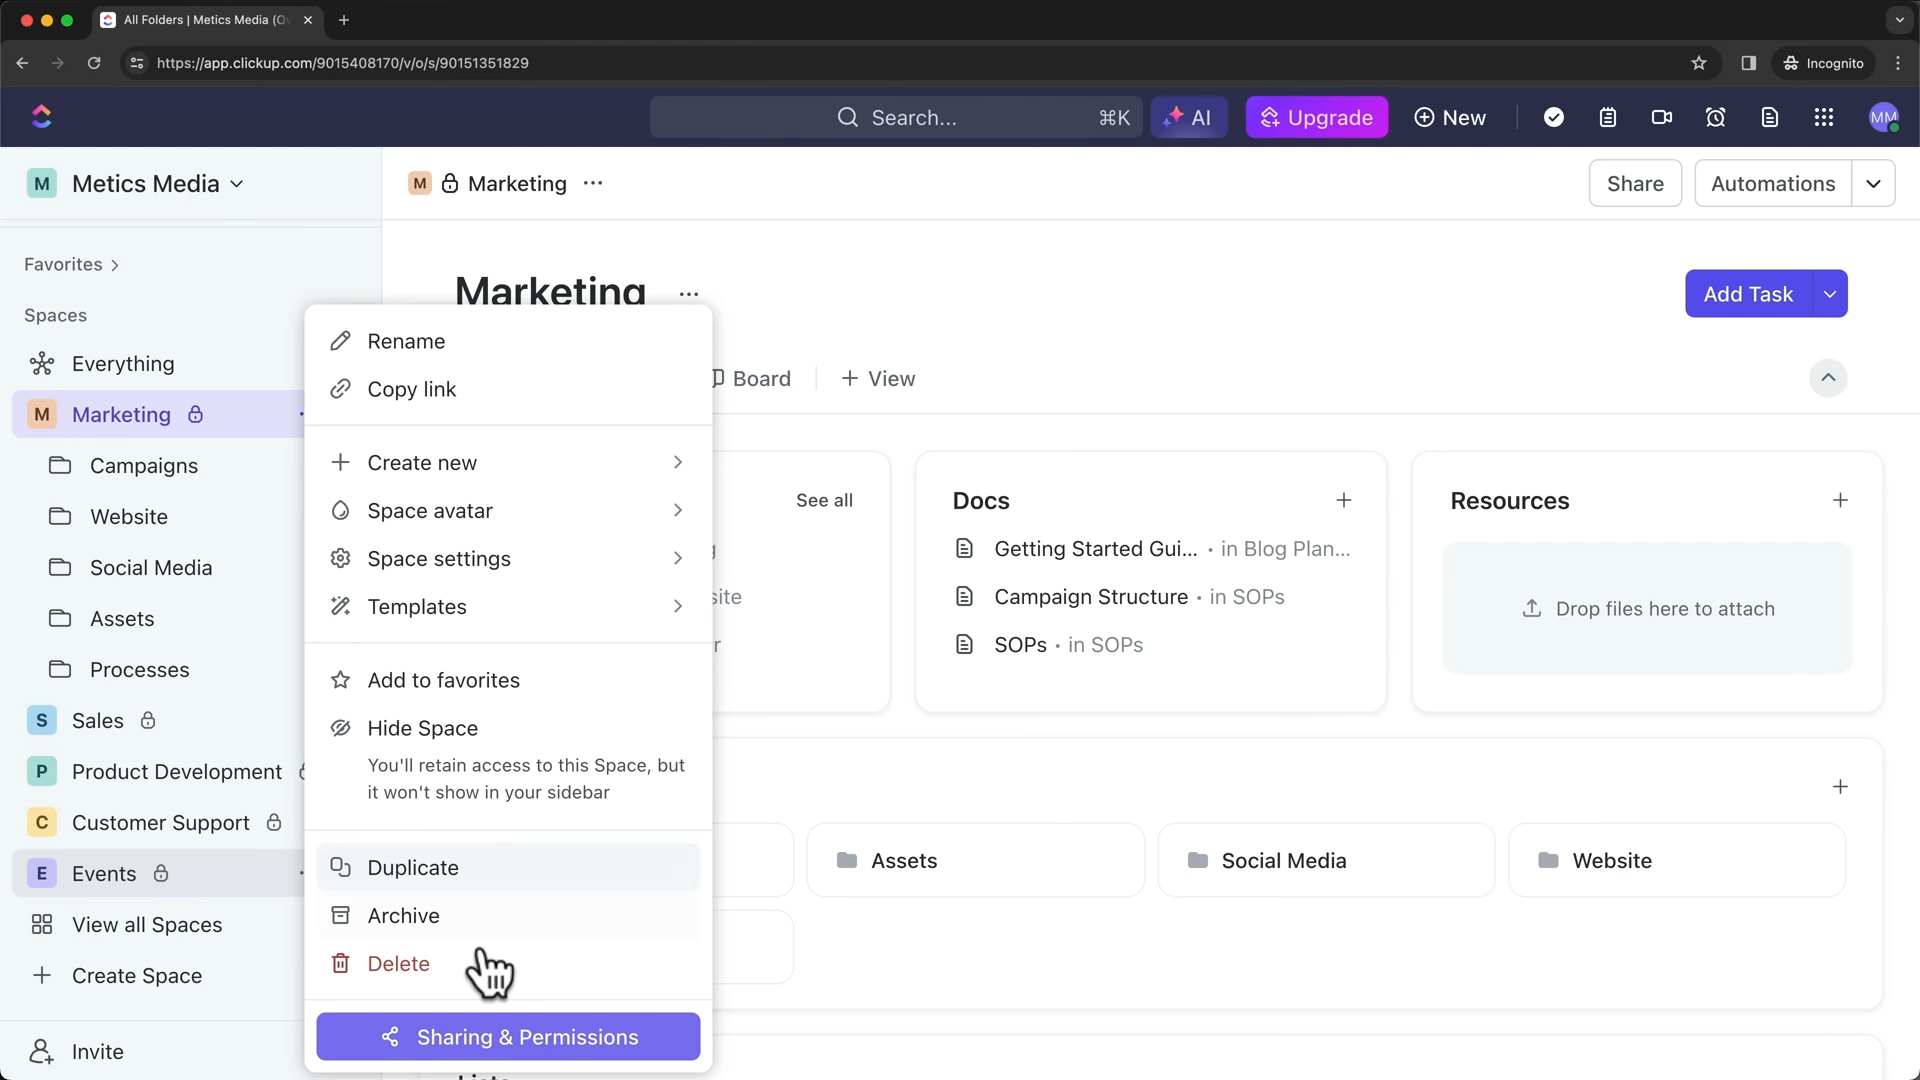 All Folders | Metics Media (Ov
https://app.clickup.com/9015408170/v/o/s/90151351829
Incognito
Search...
⌘K
AI
Upgrade
New
MM
M
Metics Media
M
Marketing
Share
Automations
Favorites
Spaces
Everything
M
Marketing
Campaigns
Website
Social Media
Assets
Processes
S
Sales
P
Product Development
C
Customer Support
E
Events
View all Spaces
Create Space
Invite
Marketing
Add Task
Rename
Copy link
Create new
Space avatar
Space settings
Templates
Add to favorites
Hide Space
You'll retain access to this Space, but
it won't show in your sidebar
Duplicate
Archive
Delete
Sharing & Permissions
Board
View
See all
Docs
Getting Started Gui... • in Blog Plan...
Campaign Structure • in SOPs
SOPs • in SOPs
Resources
Drop files here to attach
Assets
Social Media
Website
Lists